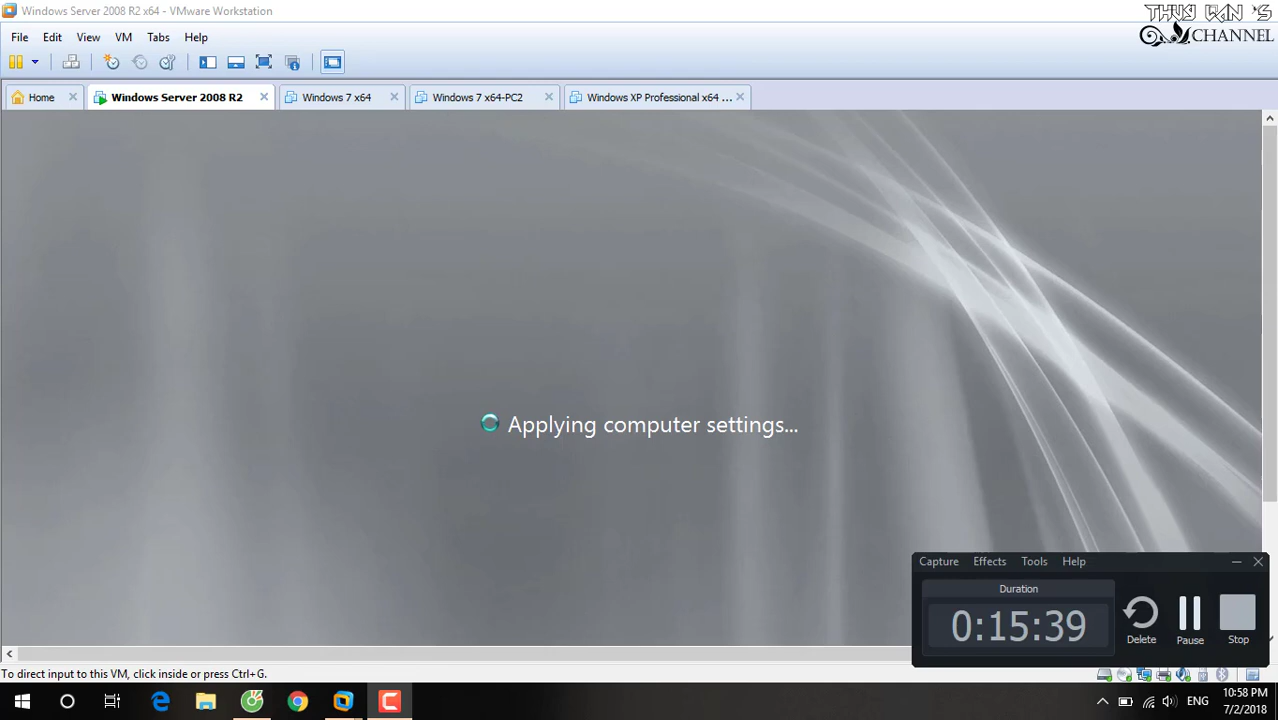 Windows Server 2008 R2 x64 - VMware Workstation
THUY WIN'S
CHANNEL
File Edit View VM Tabs Help
Home Windows Server 2008 R2 Windows 7 x64 Windows 7 x64-PC2 Windows XP Professional x64 ...
Applying computer settings...
Capture Effects Tools Help
Duration
0:15:39
Delete Pause Stop
To direct input to this VM, click inside or press Ctrl+G.
ENG
10:58 PM
7/2/2018